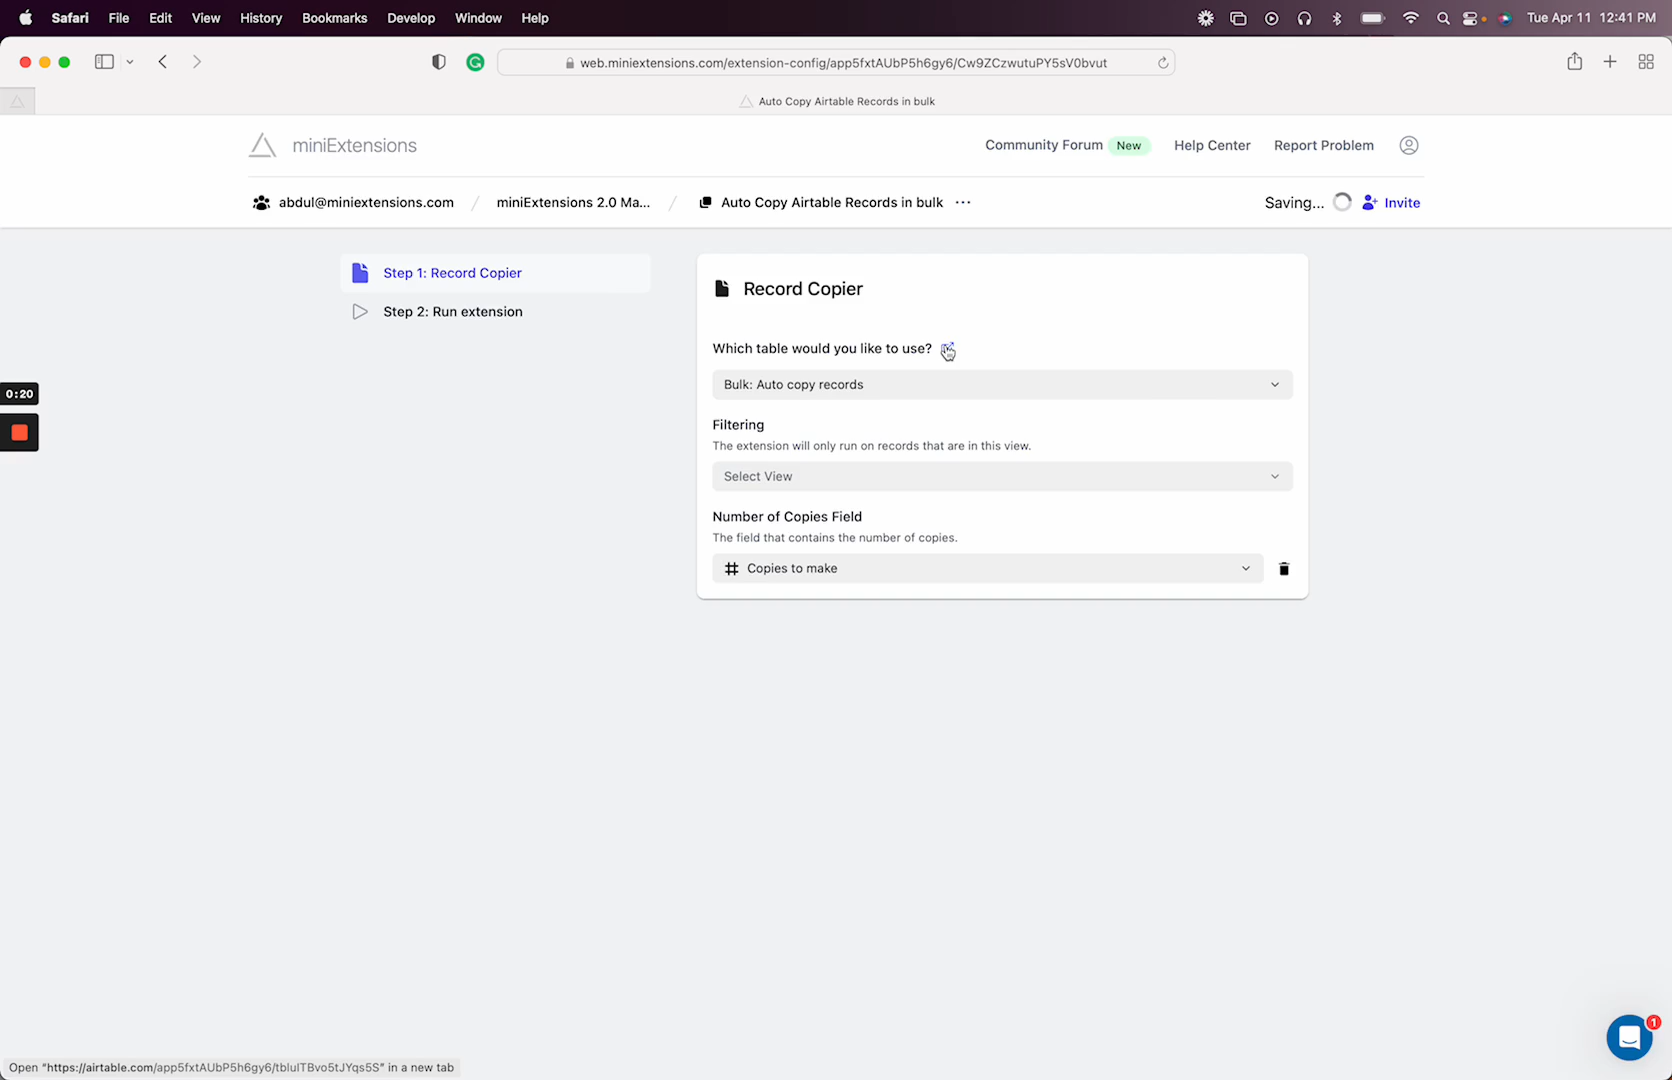 Safari File Edit View History Bookmarks Develop Window Help Tue Apr 11 12:41 PM
web.miniextensions.com/extension-config/app5fxtAUbP5h6gy6/Cw9ZCzwutuPY5sV0bvut
Auto Copy Airtable Records in bulk
miniExtensions Community Forum New Help Center Report Problem
abdul@miniextensions.com / miniExtensions 2.0 Ma... / Auto Copy Airtable Records in bulk ... Saving... Invite
Step 1: Record Copier
Step 2: Run extension
Record Copier
Which table would you like to use?
Bulk: Auto copy records
Filtering
The extension will only run on records that are in this view.
Select View
Number of Copies Field
The field that contains the number of copies.
Copies to make
0:20
1
Open "https://airtable.com/app5fxtAUbP5h6gy6/tbluITBvo5tJYqs5S" in a new tab